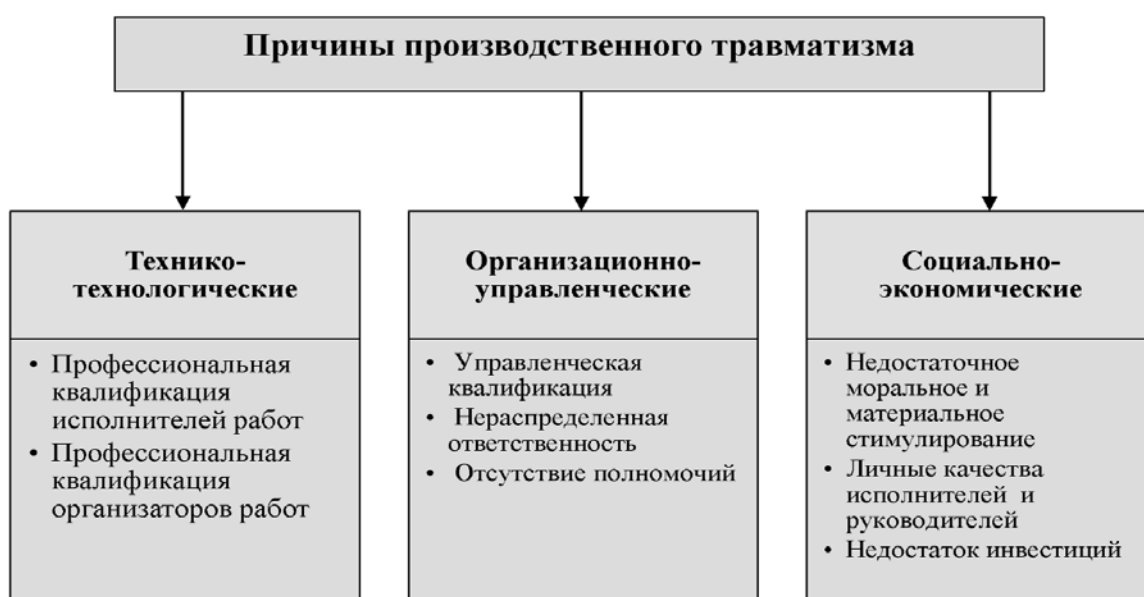 Причины производственного травматизма
Технико-
технологические
• Профессиональная
квалификация
исполнителей работ
• Профессиональная
квалификация
организаторов работ
Организационно-
управленческие
• Управленческая
квалификация
• Нераспределенная
ответственность
• Отсутствие полномочий
Социально-
экономические
• Недостаточное
моральное и
материальное
стимулирование
• Личные качества
исполнителей и
руководителей
• Недостаток инвестиций